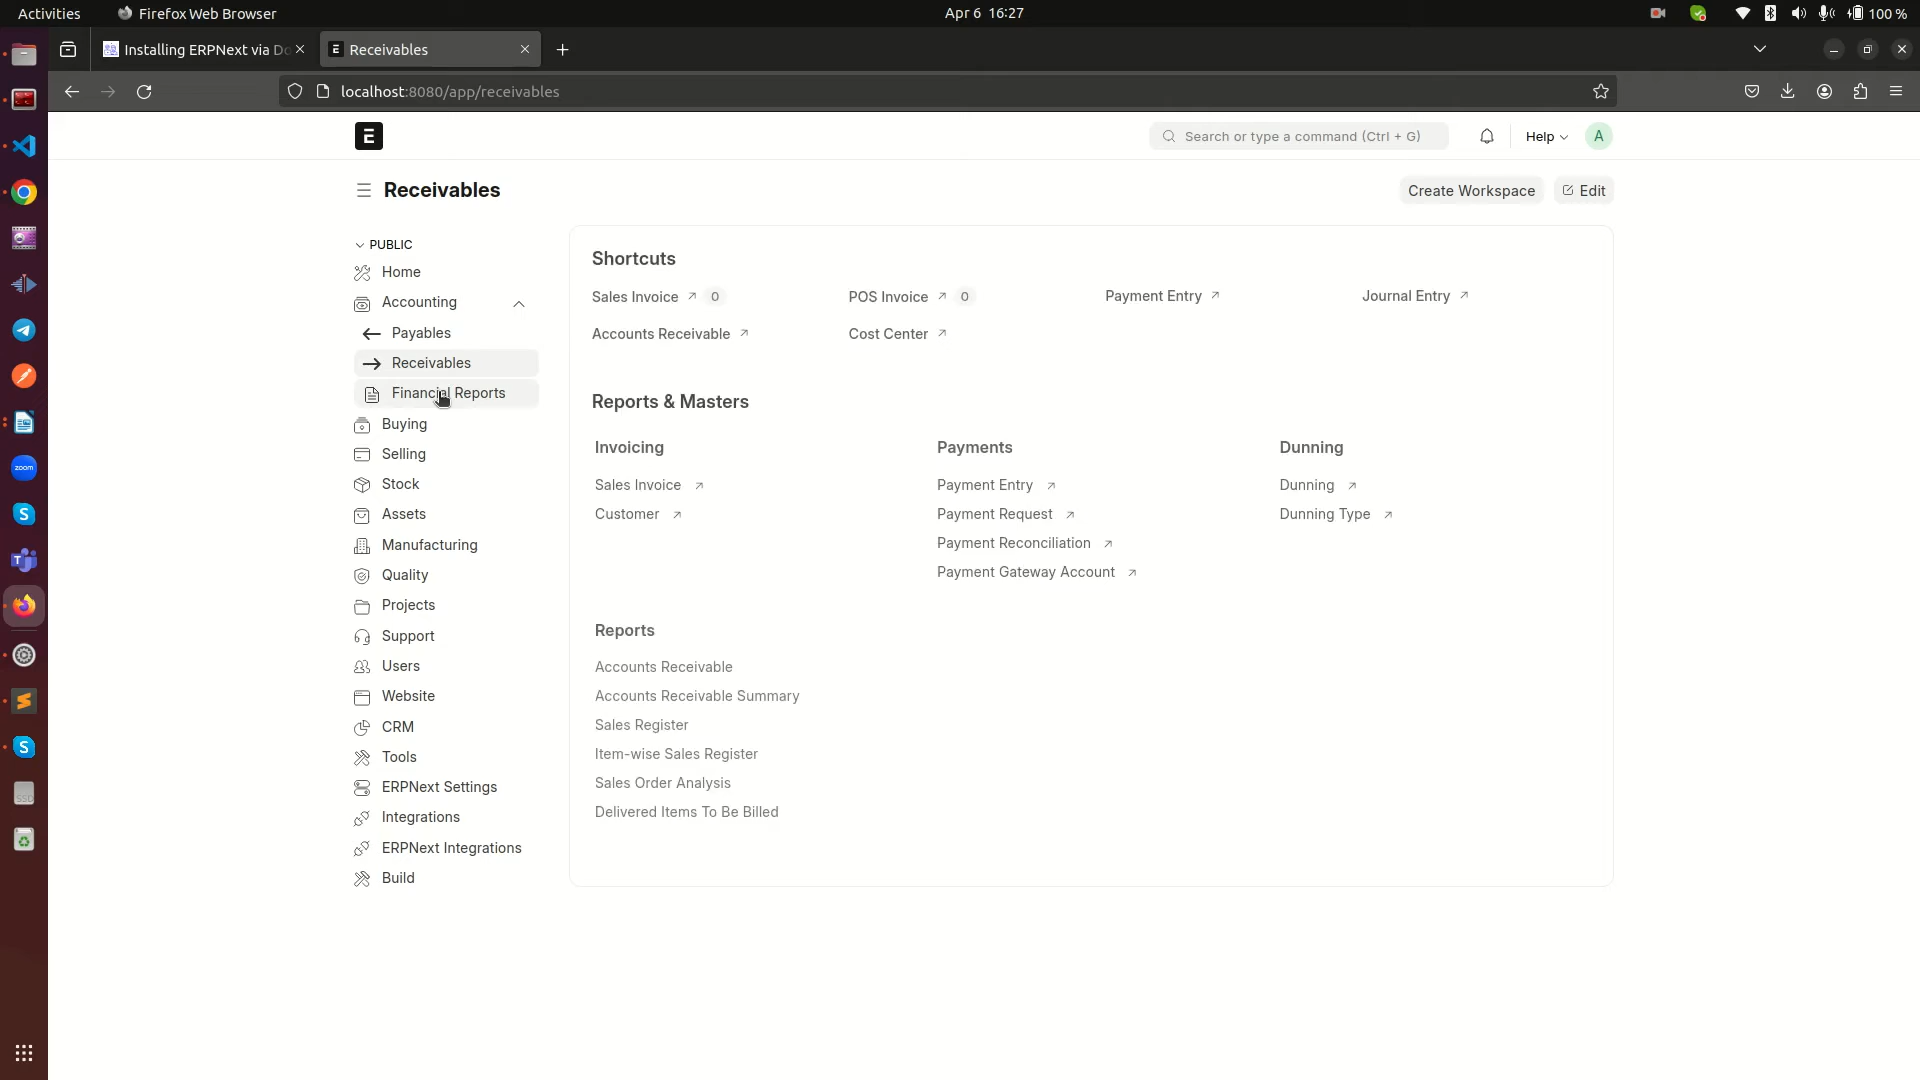 Activities
Firefox Web Browser
Apr 6 16:27
100 %
Installing ERPNext via Do
Receivables
localhost:8080/app/receivables
E
Search or type a command (Ctrl + G)
Help
A
Receivables
Create Workspace
Edit
PUBLIC
Home
Accounting
Payables
Receivables
Financial Reports
Buying
Selling
Stock
Assets
Manufacturing
Quality
Projects
Support
Users
Website
CRM
Tools
ERPNext Settings
Integrations
ERPNext Integrations
Build
Shortcuts
Sales Invoice 0
POS Invoice 0
Payment Entry
Journal Entry
Accounts Receivable
Cost Center
Reports & Masters
Invoicing
Sales Invoice
Customer
Payments
Payment Entry
Payment Request
Payment Reconciliation
Payment Gateway Account
Dunning
Dunning
Dunning Type
Reports
Accounts Receivable
Accounts Receivable Summary
Sales Register
Item-wise Sales Register
Sales Order Analysis
Delivered Items To Be Billed
zoom
SSD